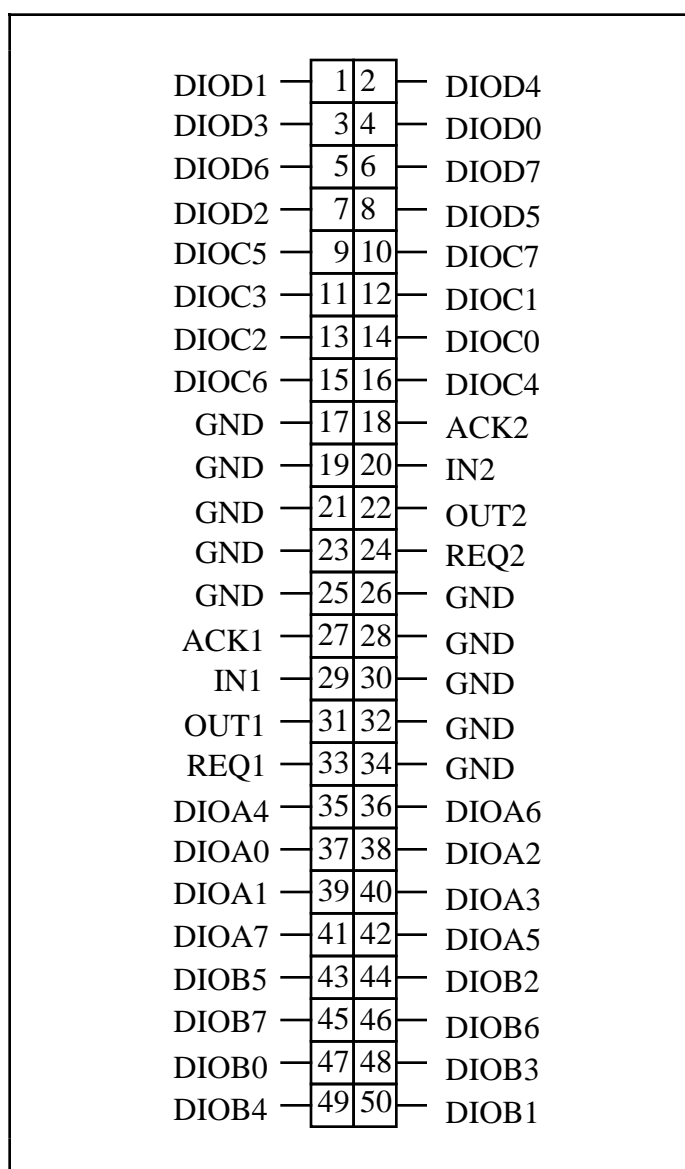 DIOD1 1 2 DIOD4
DIOD3 3 4 DIOD0
DIOD6 5 6 DIOD7
DIOD2 7 8 DIOD5
DIOC5 9 10 DIOC7
DIOC3 11 12 DIOC1
DIOC2 13 14 DIOC0
DIOC6 15 16 DIOC4
GND 17 18 ACK2
GND 19 20 IN2
GND 21 22 OUT2
GND 23 24 REQ2
GND 25 26 GND
ACK1 27 28 GND
IN1 29 30 GND
OUT1 31 32 GND
REQ1 33 34 GND
DIOA4 35 36 DIOA6
DIOA0 37 38 DIOA2
DIOA1 39 40 DIOA3
DIOA7 41 42 DIOA5
DIOB5 43 44 DIOB2
DIOB7 45 46 DIOB6
DIOB0 47 48 DIOB3
DIOB4 49 50 DIOB1